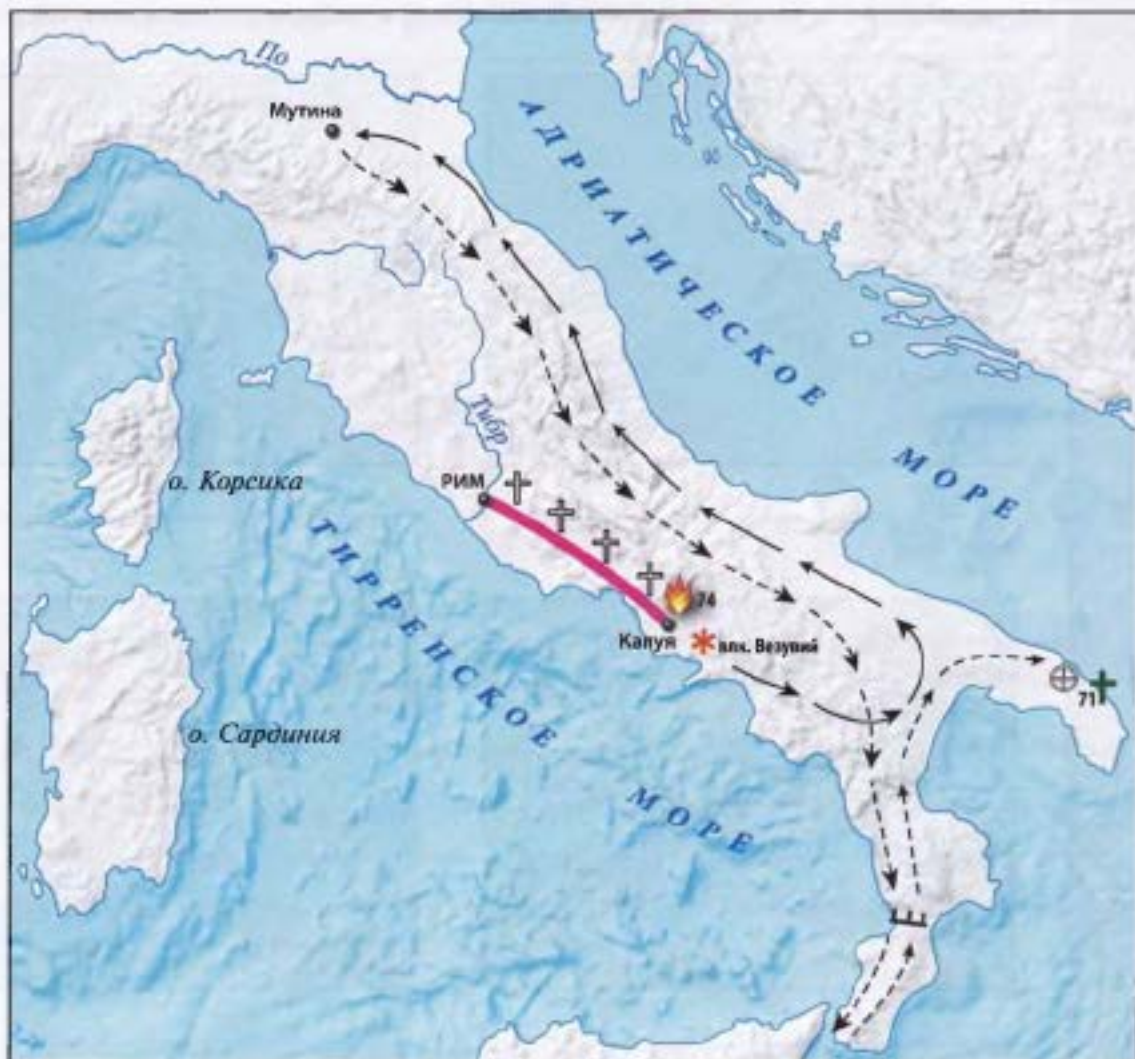 По
Мутина
АДРИАТИЧЕСКОЕ
МОРЕ
Тибр
РИМ
о. Корсика
ТИРРЕНСКОЕ
МОРЕ
74
Капуя
влк. Везувий
71
о. Сардиния